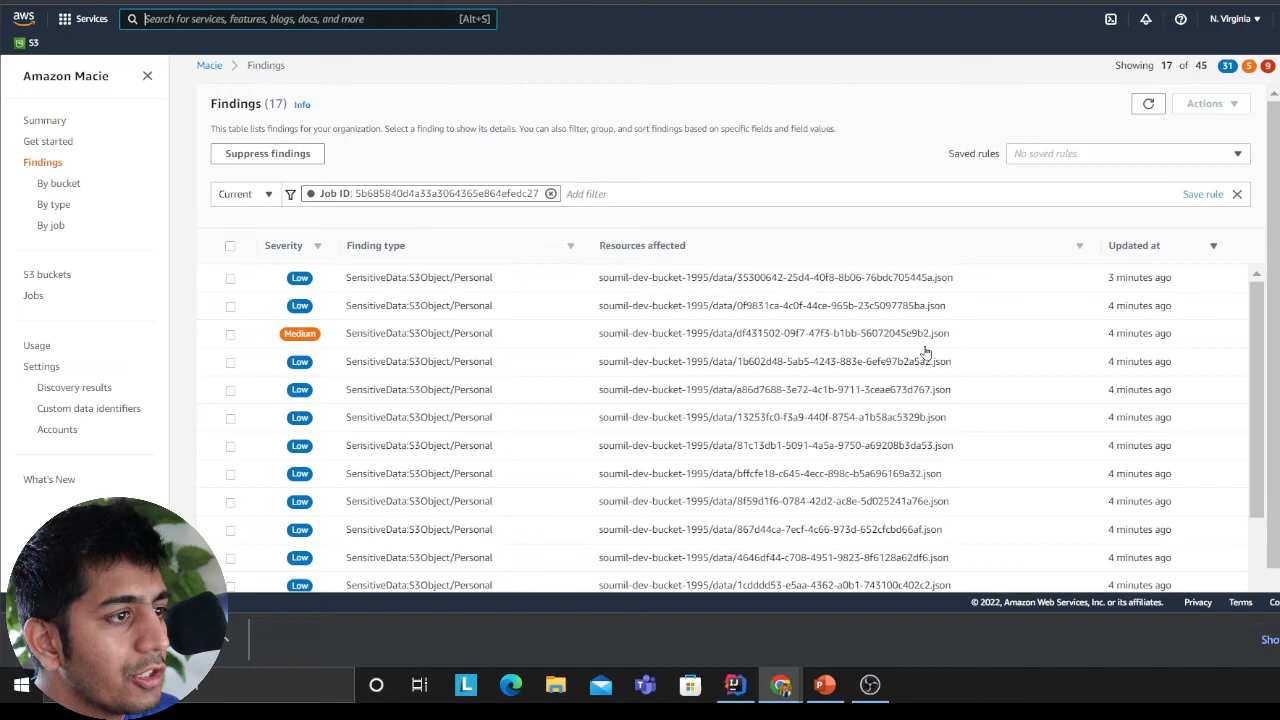 aws
Services
Search for services, features, blogs, docs, and more
[Alt+S]
N. Virginia
S3
Amazon Macie
Summary
Get started
Findings
By bucket
By type
By job
S3 buckets
Jobs
Usage
Settings
Discovery results
Custom data identifiers
Accounts
What's New
Macie
Findings
Showing 17 of 45
31
5
9
Findings (17)
Info
Actions
This table lists findings for your organization. Select a finding to show its details. You can also filter, group, and sort findings based on specific fields and field values.
Suppress findings
Saved rules
No saved rules
Current
Job ID: 5b685840d4a33a3064365e864efedc27
Add filter
Save rule
Severity
Finding type
Resources affected
Updated at
Low SensitiveData:S3Object/Personal soumil-dev-bucket-1995/data/35300642-25d4-40f8-8b06-76bdc705445a.json 3 minutes ago
Low SensitiveData:S3Object/Personal soumil-dev-bucket-1995/data/0f9831ca-4c0f-44ce-965b-23c5097785ba.json 4 minutes ago
Medium SensitiveData:S3Object/Personal soumil-dev-bucket-1995/data/df431502-09f7-47f3-b1bb-56072045e9b2.json 4 minutes ago
Low SensitiveData:S3Object/Personal soumil-dev-bucket-1995/data/1b602d48-5ab5-4243-883e-6efe97b2a5a2.json 4 minutes ago
Low SensitiveData:S3Object/Personal soumil-dev-bucket-1995/data/a86d7688-3e72-4c1b-9711-3ceae673d767.json 4 minutes ago
Low SensitiveData:S3Object/Personal soumil-dev-bucket-1995/data/13253fc0-f3a9-440f-8754-a1b58ac5329b.json 4 minutes ago
Low SensitiveData:S3Object/Personal soumil-dev-bucket-1995/data/81c13db1-5091-4a5a-9750-a69208b3da53.json 4 minutes ago
Low SensitiveData:S3Object/Personal soumil-dev-bucket-1995/data/bffcfe18-c645-4ecc-898c-b5a696169a32.json 4 minutes ago
Low SensitiveData:S3Object/Personal soumil-dev-bucket-1995/data/8f59d1f6-0784-42d2-ac8e-5d025241a76e.json 4 minutes ago
Low SensitiveData:S3Object/Personal soumil-dev-bucket-1995/data/867d44ca-7ecf-4c66-973d-652cfcbd66af.json 4 minutes ago
Low SensitiveData:S3Object/Personal soumil-dev-bucket-1995/data/4646df44-c708-4951-9823-8f6128a62df6.json 4 minutes ago
Low SensitiveData:S3Object/Personal soumil-dev-bucket-1995/data/1cdddd53-e5aa-4362-a0b1-743100c402c2.json 4 minutes ago
© 2022, Amazon Web Services, Inc. or its affiliates.
Privacy
Terms
Co
Sho